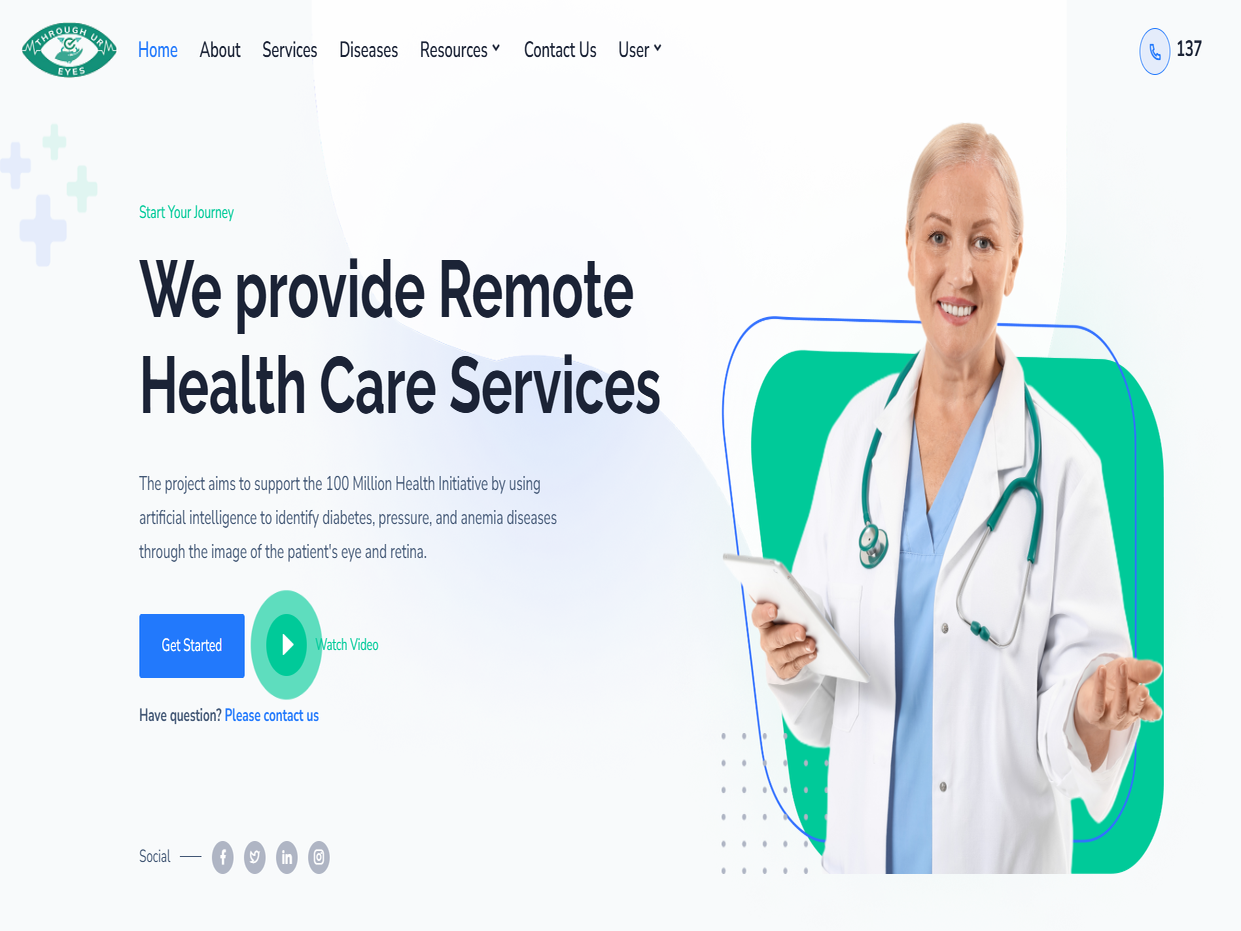 THROUGH UR
EYES
Home About Services Diseases Resources Contact Us User 137
Start Your Journey
We provide Remote
Health Care Services
The project aims to support the 100 Million Health Initiative by using
artificial intelligence to identify diabetes, pressure, and anemia diseases
through the image of the patient's eye and retina.
Get Started Watch Video
Have question? Please contact us
Social